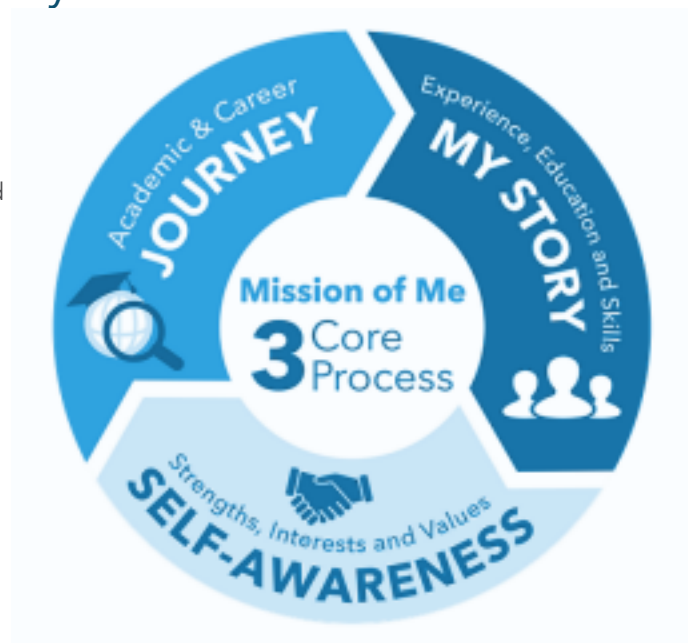 y
d
Academic & Career
JOURNEY
Experience, Education and Skills
MY STORY
Mission of Me
3 Core
Process
Strengths, Interests and Values
SELF-AWARENESS